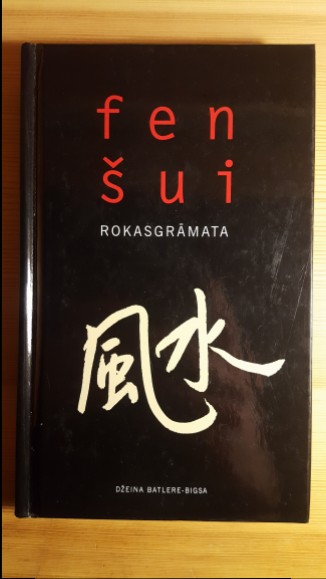 fen
šui
ROKASGRĀMATA
風水
DŽEINA BATLERE-BIGSA